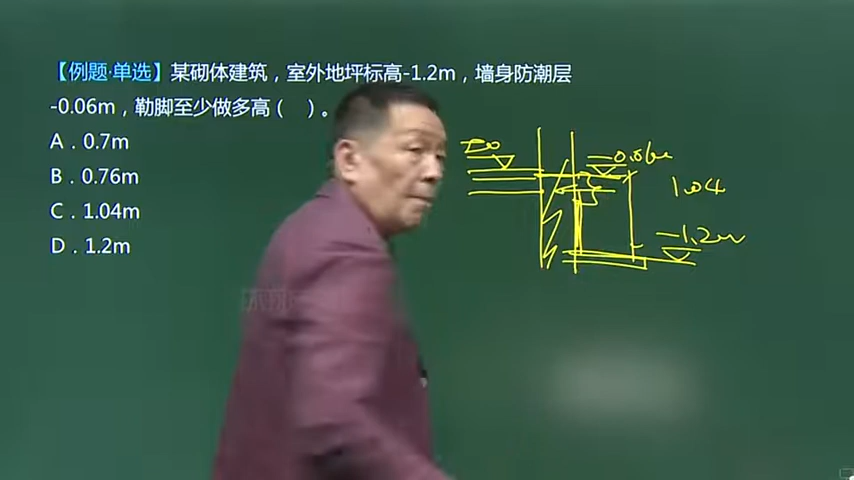 【例题·单选】某砌体建筑，室外地坪标高-1.2m，墙身防潮层
-0.06m，勒脚至少做多高（　）。
A．0.7m
B．0.76m
C．1.04m
D．1.2m
-0.06m
1.04
-1.2m